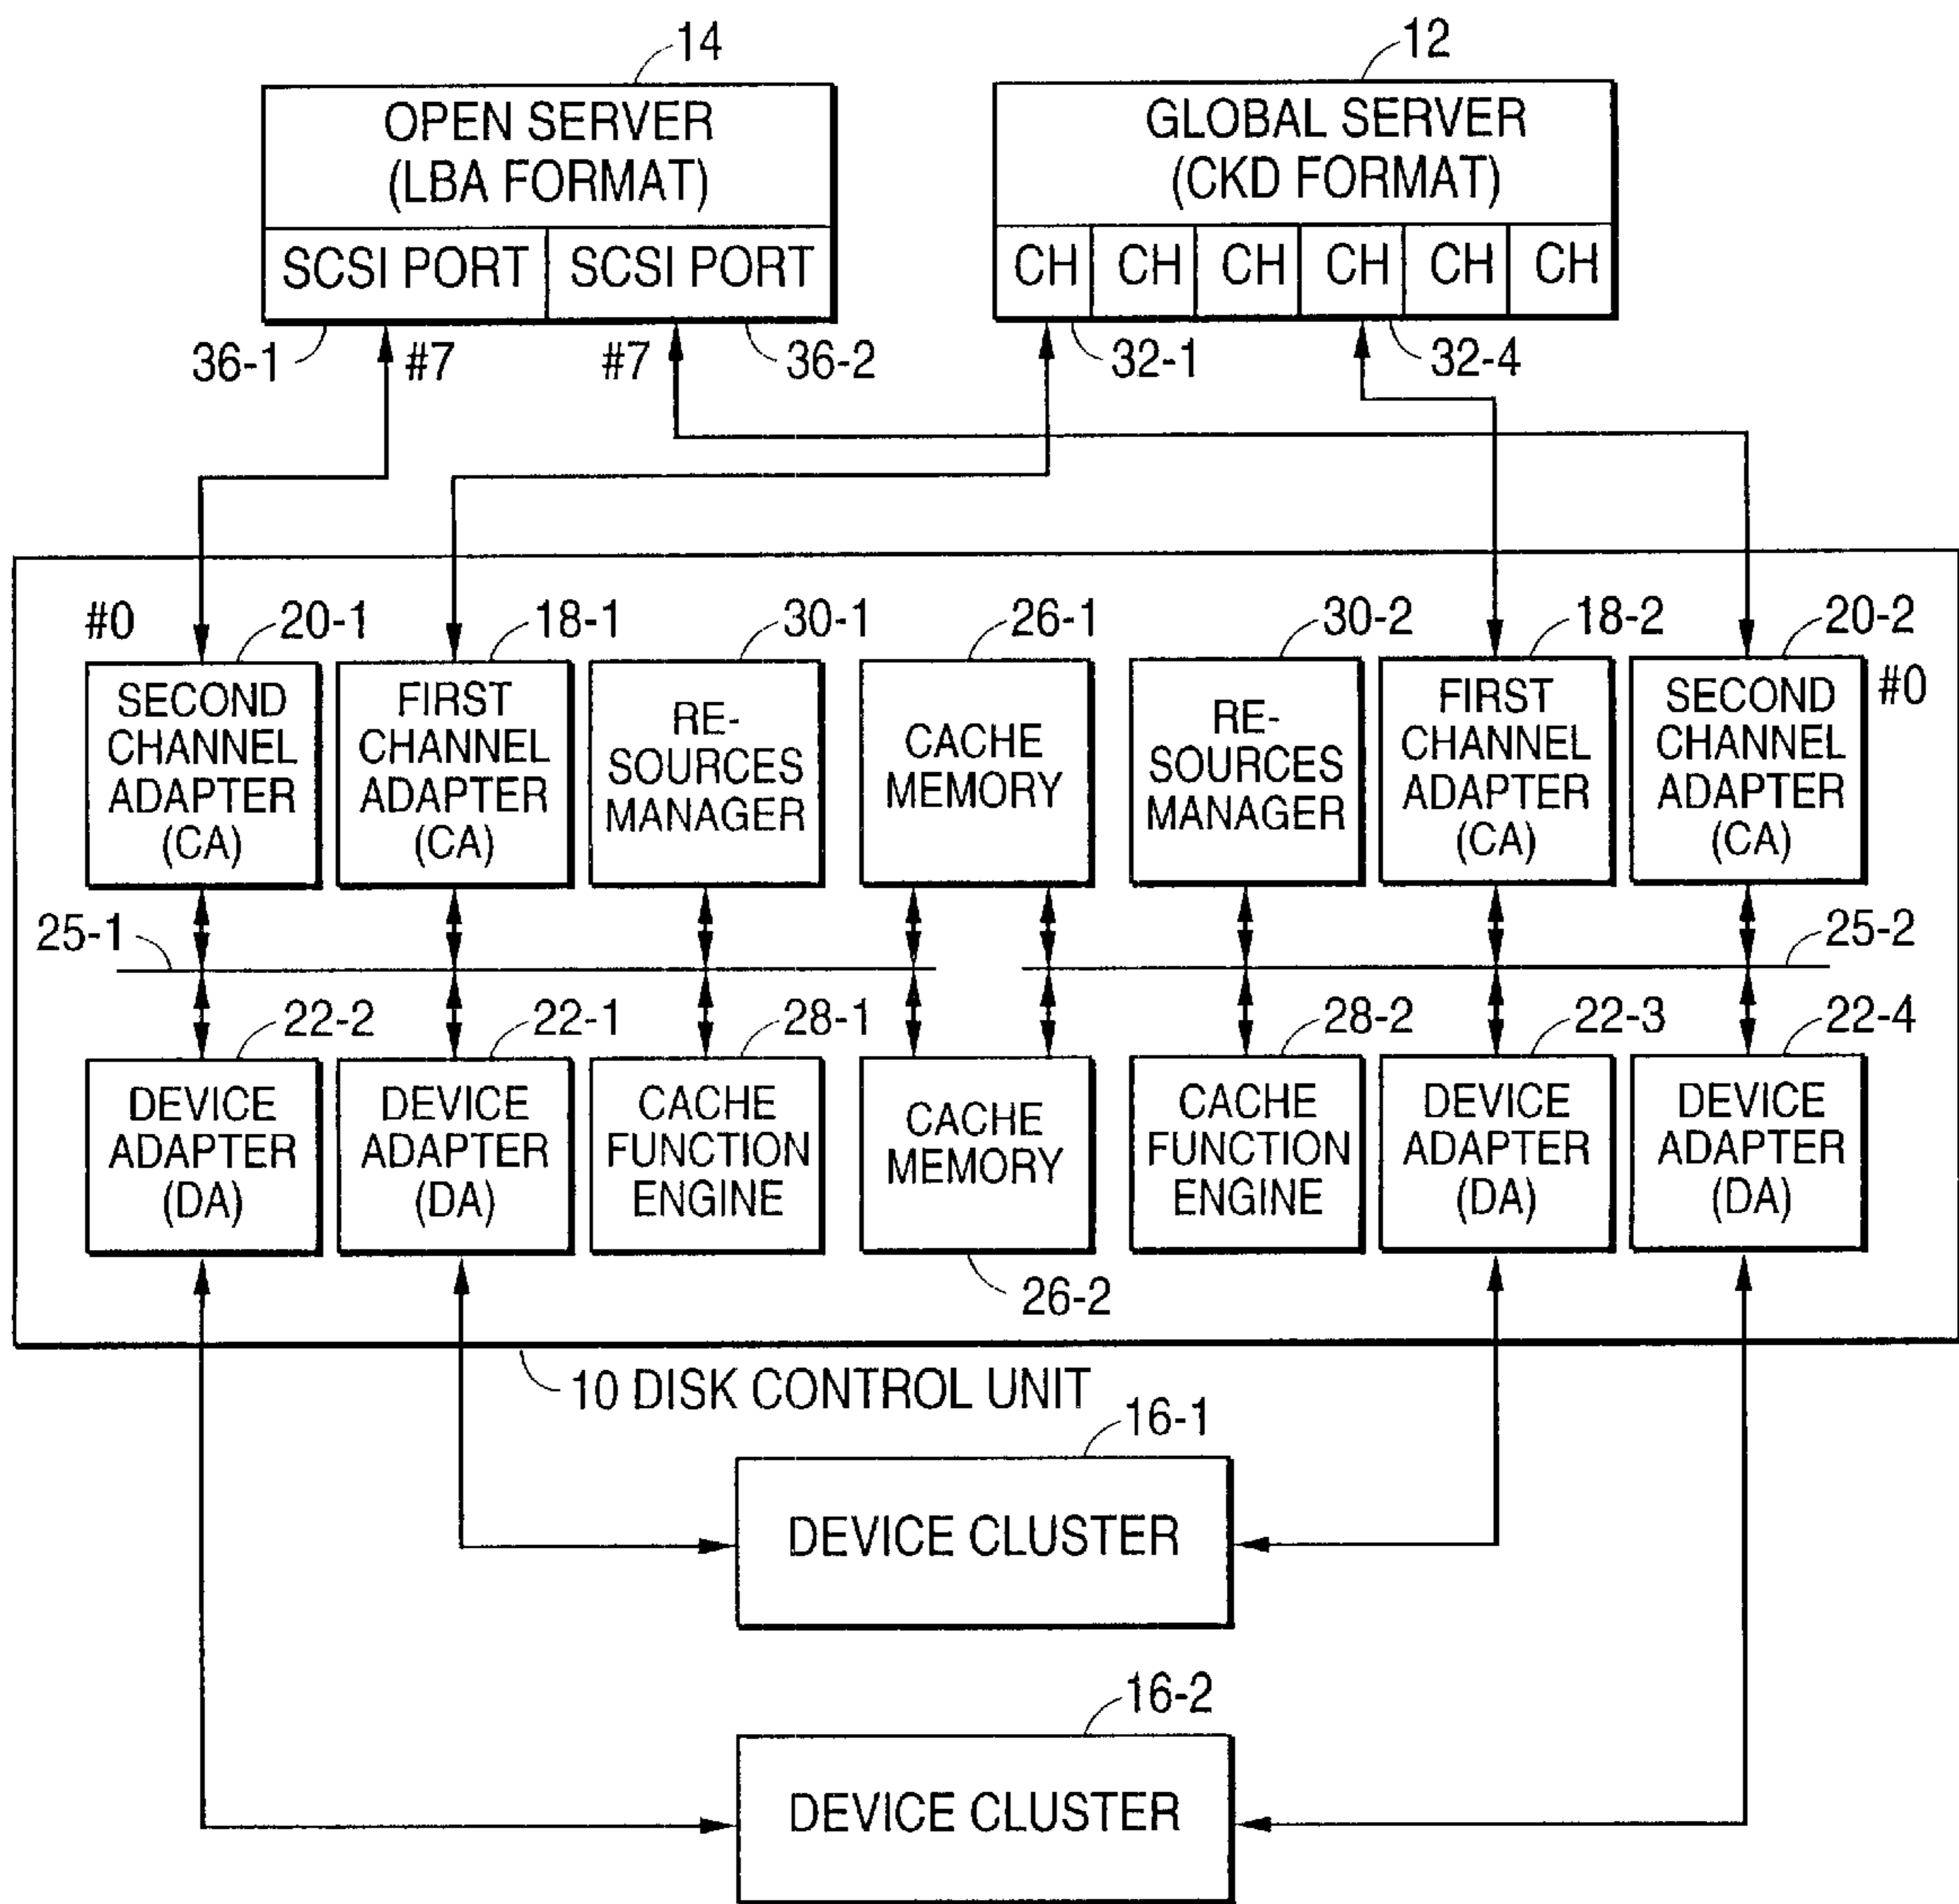 14
12
OPEN SERVER
(LBA FORMAT)
GLOBAL SERVER
(CKD FORMAT)
SCSI PORT
SCSI PORT
CH
CH
CH
CH
CH
CH
36-1
#7
#7
36-2
32-1
32-4
#0
20-1
18-1
30-1
26-1
30-2
18-2
20-2
#0
SECOND
CHANNEL
ADAPTER
(CA)
FIRST
CHANNEL
ADAPTER
(CA)
RE-
SOURCES
MANAGER
CACHE
MEMORY
RE-
SOURCES
MANAGER
FIRST
CHANNEL
ADAPTER
(CA)
SECOND
CHANNEL
ADAPTER
(CA)
25-1
25-2
22-2
22-1
28-1
28-2
22-3
22-4
DEVICE
ADAPTER
(DA)
DEVICE
ADAPTER
(DA)
CACHE
FUNCTION
ENGINE
CACHE
MEMORY
CACHE
FUNCTION
ENGINE
DEVICE
ADAPTER
(DA)
DEVICE
ADAPTER
(DA)
26-2
10 DISK CONTROL UNIT
16-1
DEVICE CLUSTER
16-2
DEVICE CLUSTER